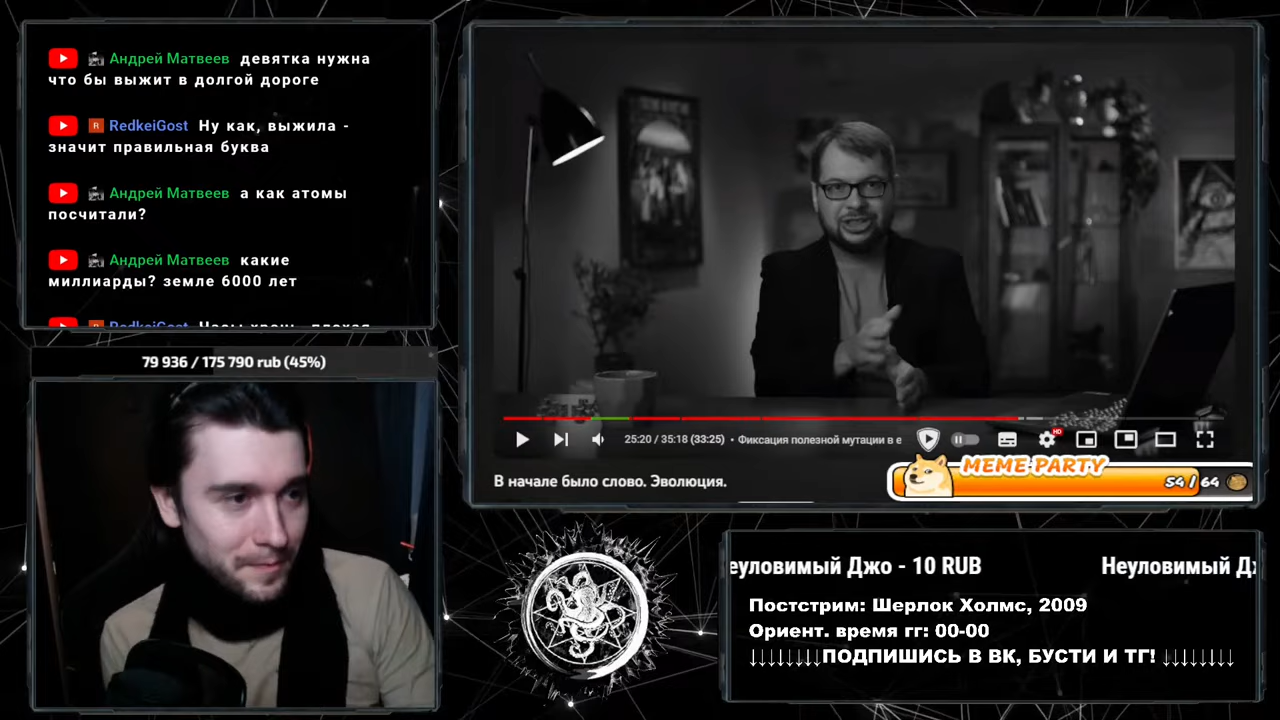 Андрей Матвеев девятка нужна
что бы выжит в долгой дороге
R RedkeiGost Ну как, выжила -
значит правильная буква
Андрей Матвеев а как атомы
посчитали?
Андрей Матвеев какие
миллиарды? земле 6000 лет
79 936 / 175 790 rub (45%)
25:20 / 35:18 (33:25) • Фиксация полезной мутации в е
HD
В начале было слово. Эволюция.
MEME PARTY
54 / 64
еуловимый Джо - 10 RUB
Неуловимый Д
Постстрим: Шерлок Холмс, 2009
Ориент. время гг: 00-00
↓↓↓↓↓↓↓↓ПОДПИШИСЬ В ВК, БУСТИ И ТГ! ↓↓↓↓↓↓↓↓